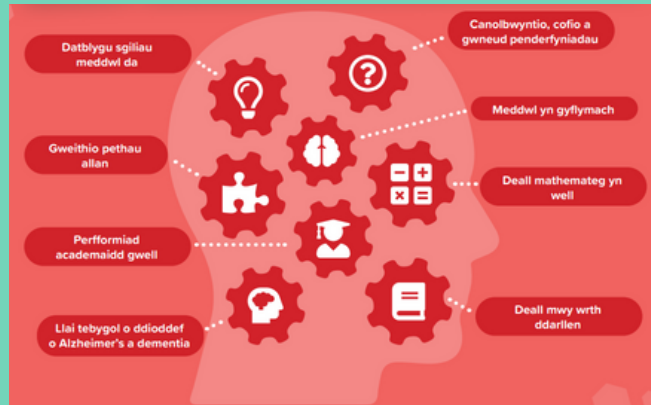 Datblygu sgiliau
meddwl da
Canolbwyntio, cofio a
gwneud penderfyniadau
Meddwl yn gyflymach
Gweithio pethau
allan
Deall mathemateg yn
well
Perfformiad
academaidd gwell
Deall mwy wrth
ddarllen
Llai tebygol o ddioddef
o Alzheimer's a dementia